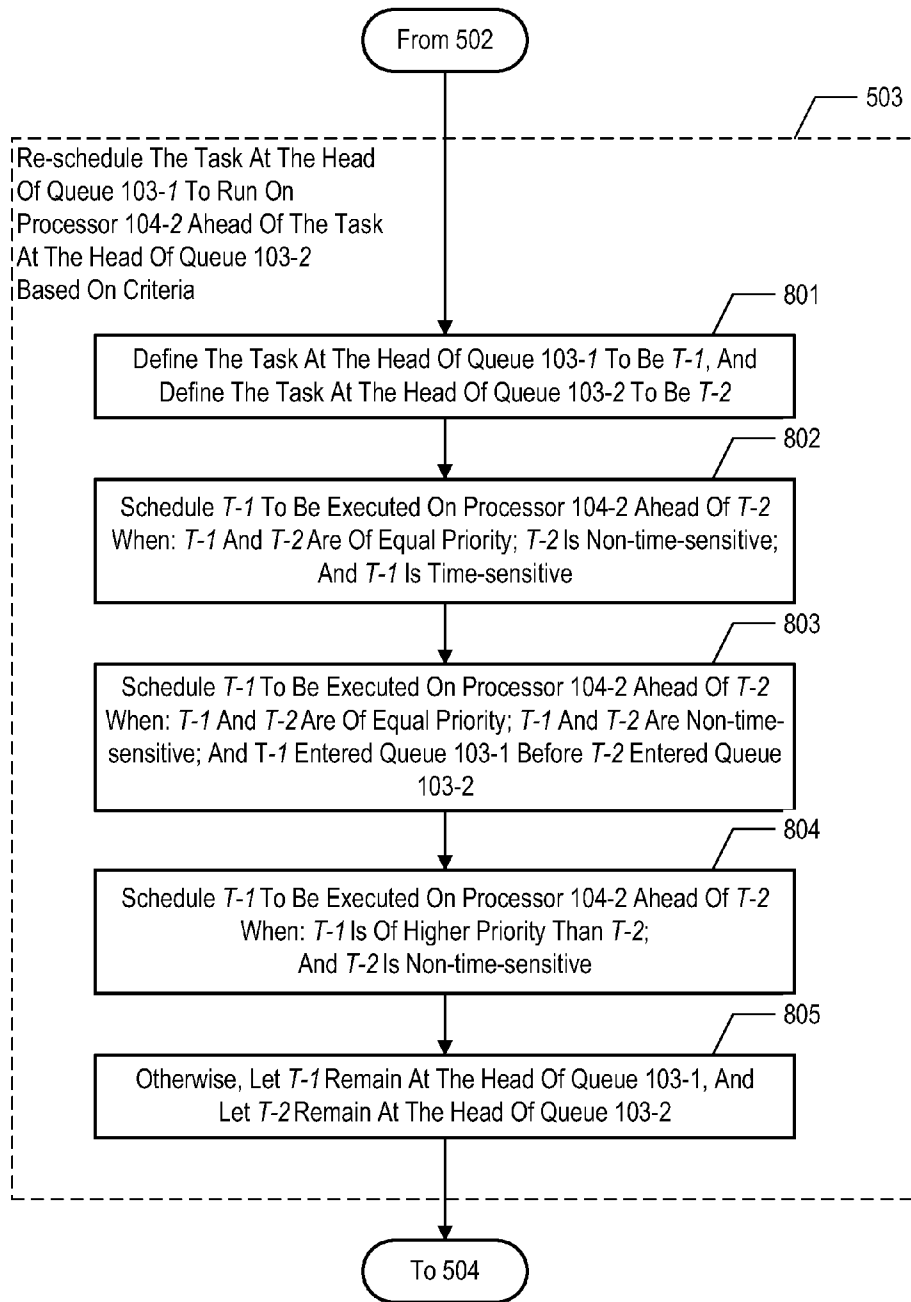 From 502
503
Re-schedule The Task At The Head
Of Queue 103-1 To Run On
Processor 104-2 Ahead Of The Task
At The Head Of Queue 103-2
Based On Criteria
801
Define The Task At The Head Of Queue 103-1 To Be T-1, And
Define The Task At The Head Of Queue 103-2 To Be T-2
802
Schedule T-1 To Be Executed On Processor 104-2 Ahead Of T-2
When: T-1 And T-2 Are Of Equal Priority; T-2 Is Non-time-sensitive;
And T-1 Is Time-sensitive
803
Schedule T-1 To Be Executed On Processor 104-2 Ahead Of T-2
When: T-1 And T-2 Are Of Equal Priority; T-1 And T-2 Are Non-time-
sensitive; And T-1 Entered Queue 103-1 Before T-2 Entered Queue
103-2
804
Schedule T-1 To Be Executed On Processor 104-2 Ahead Of T-2
When: T-1 Is Of Higher Priority Than T-2;
And T-2 Is Non-time-sensitive
805
Otherwise, Let T-1 Remain At The Head Of Queue 103-1, And
Let T-2 Remain At The Head Of Queue 103-2
To 504